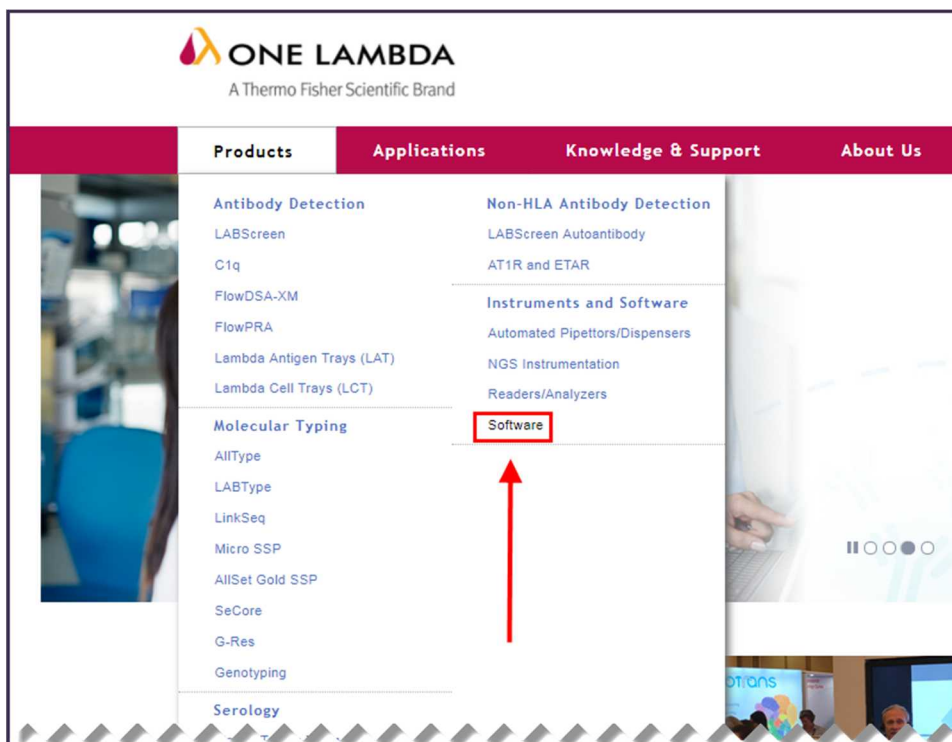 ONE LAMBDA
A Thermo Fisher Scientific Brand
Products
Applications
Knowledge & Support
About Us
Antibody Detection
LABScreen
C1q
FlowDSA-XM
FlowPRA
Lambda Antigen Trays (LAT)
Lambda Cell Trays (LCT)
Molecular Typing
AllType
LABType
LinkSeq
Micro SSP
AllSet Gold SSP
SeCore
G-Res
Genotyping
Serology
Non-HLA Antibody Detection
LABScreen Autoantibody
AT1R and ETAR
Instruments and Software
Automated Pipettors/Dispensers
NGS Instrumentation
Readers/Analyzers
Software